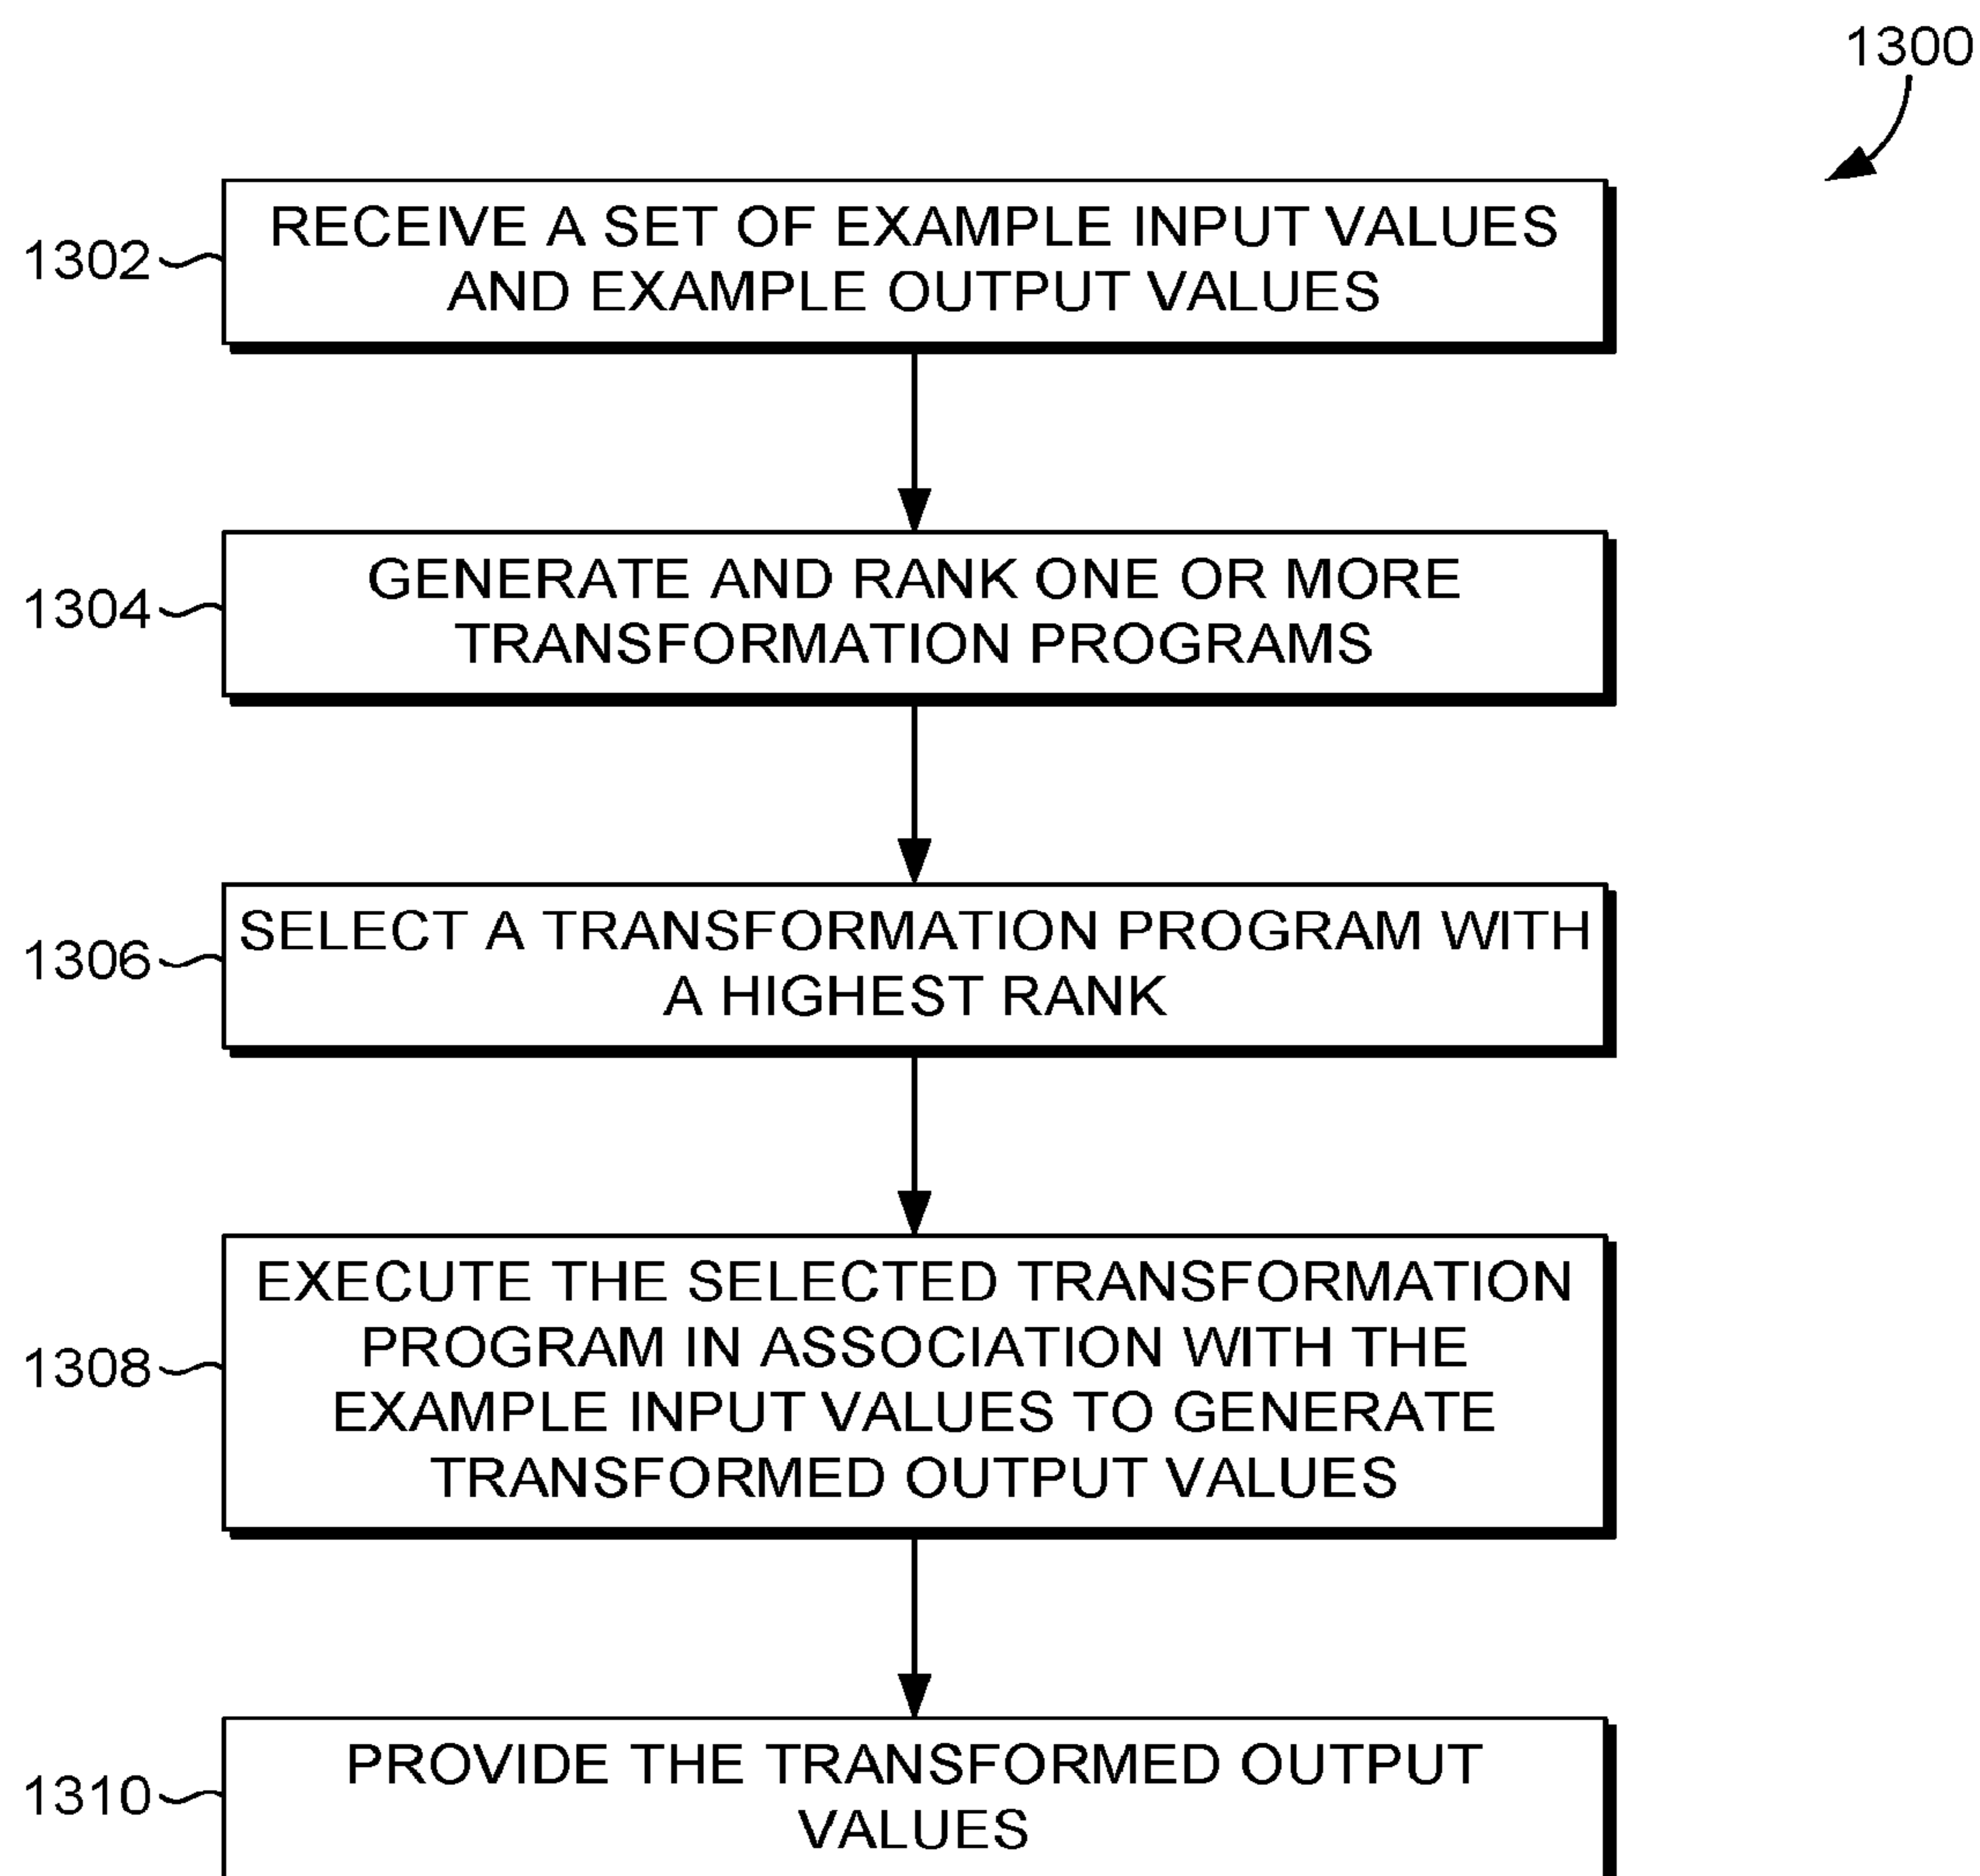 1300
1302
RECEIVE A SET OF EXAMPLE INPUT VALUES
AND EXAMPLE OUTPUT VALUES
1304
GENERATE AND RANK ONE OR MORE
TRANSFORMATION PROGRAMS
1306
SELECT A TRANSFORMATION PROGRAM WITH
A HIGHEST RANK
1308
EXECUTE THE SELECTED TRANSFORMATION
PROGRAM IN ASSOCIATION WITH THE
EXAMPLE INPUT VALUES TO GENERATE
TRANSFORMED OUTPUT VALUES
1310
PROVIDE THE TRANSFORMED OUTPUT
VALUES